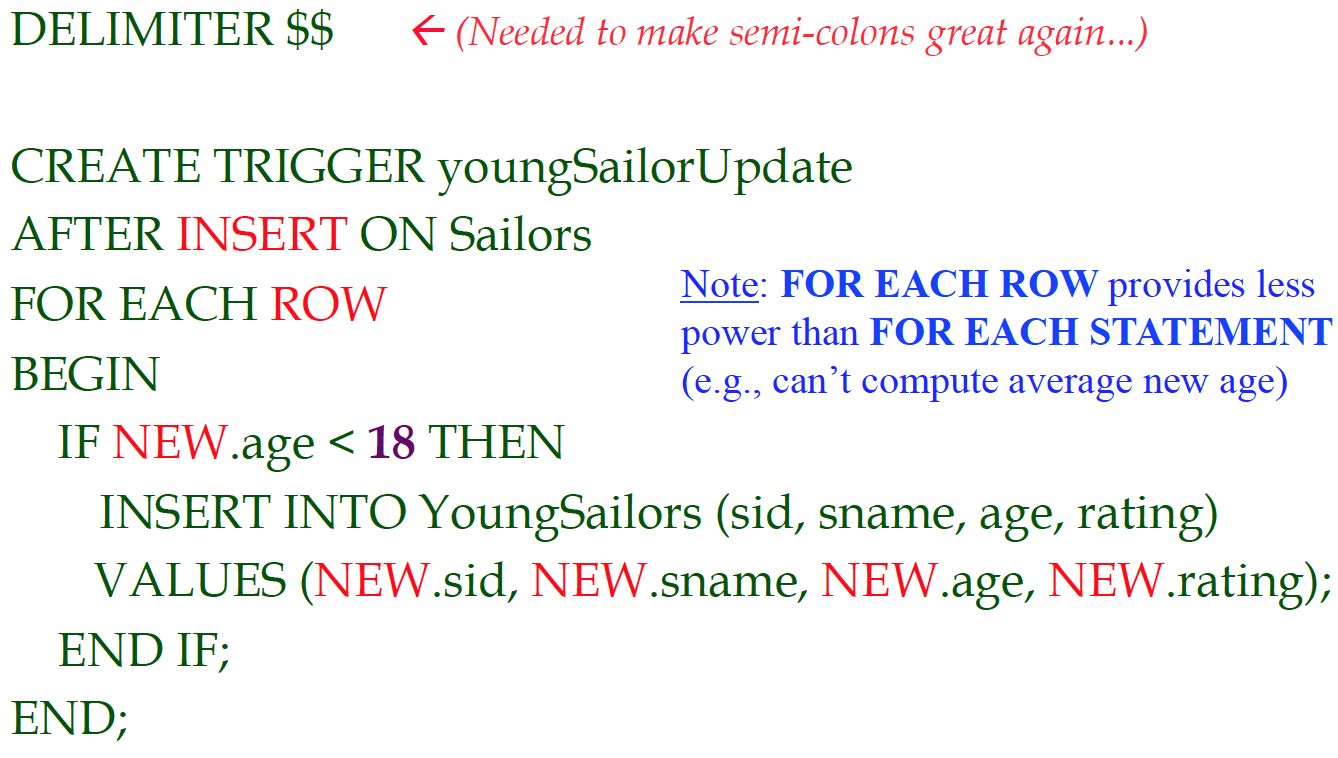 DELIMITER $$ ← (Needed to make semi-colons great again...)
CREATE TRIGGER youngSailorUpdate
AFTER INSERT ON Sailors
FOR EACH ROW
Note: FOR EACH ROW provides less
power than FOR EACH STATEMENT
(e.g., can’t compute average new age)
BEGIN
IF NEW.age < 18 THEN
INSERT INTO YoungSailors (sid, sname, age, rating)
VALUES (NEW.sid, NEW.sname, NEW.age, NEW.rating);
END IF;
END;